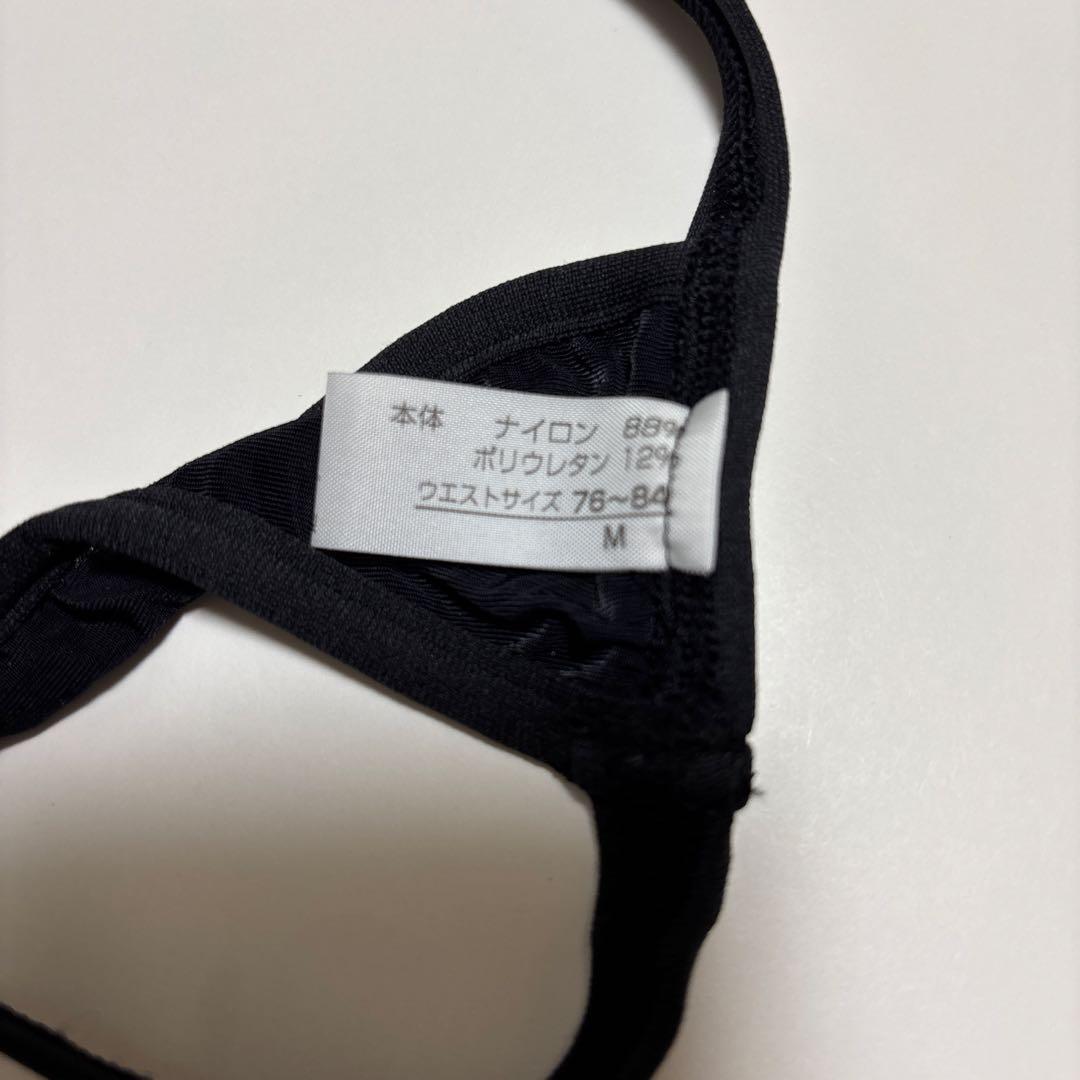 本体 ナイロン 88%
ポリウレタン 12%
ウエストサイズ 76~84
M